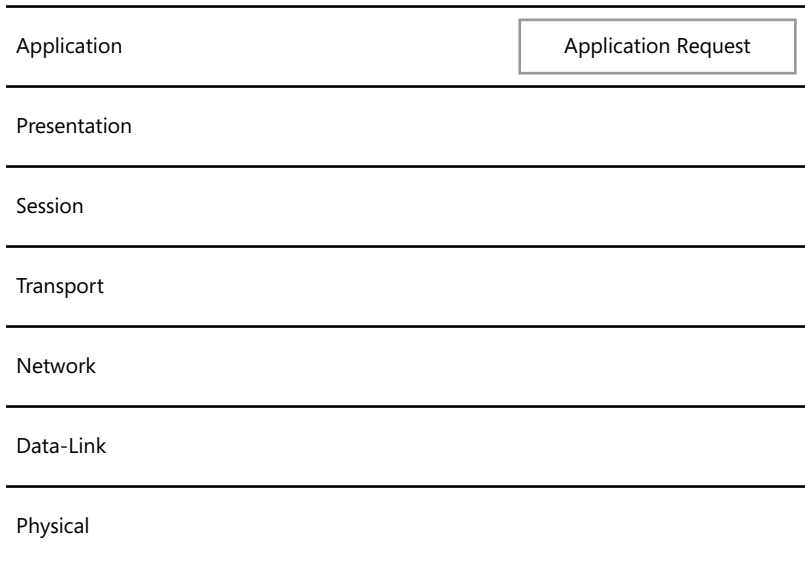 Application
Application Request
Presentation
Session
Transport
Network
Data-Link
Physical